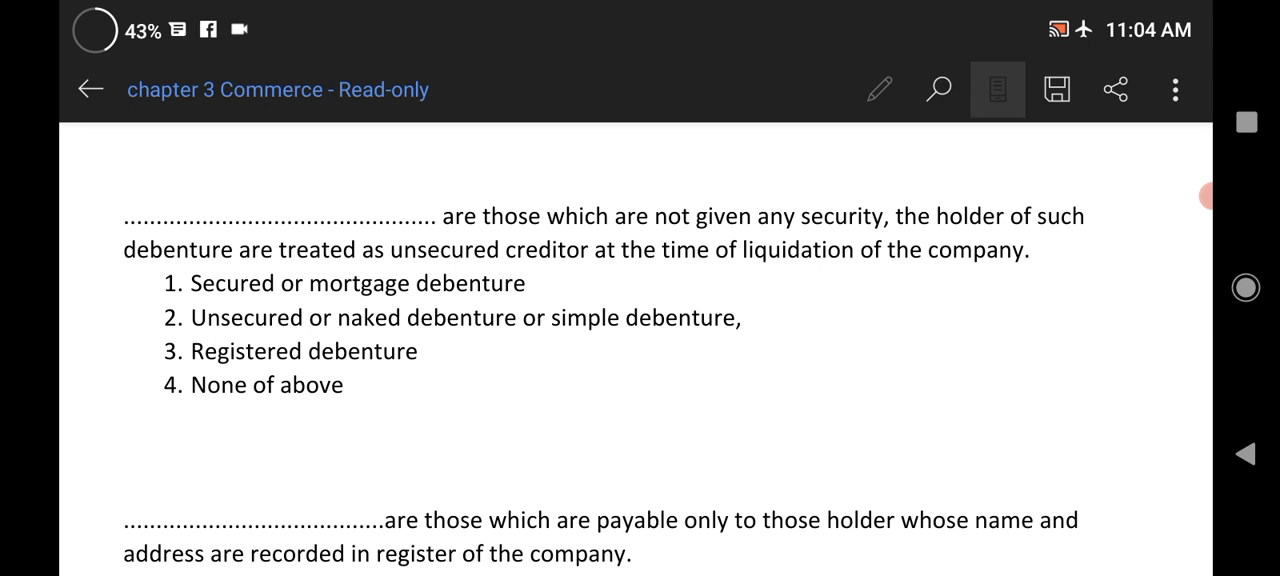 43% 11:04 AM
chapter 3 Commerce - Read-only
............................................... are those which are not given any security, the holder of such
debenture are treated as unsecured creditor at the time of liquidation of the company.
1. Secured or mortgage debenture
2. Unsecured or naked debenture or simple debenture,
3. Registered debenture
4. None of above
.......................................are those which are payable only to those holder whose name and
address are recorded in register of the company.